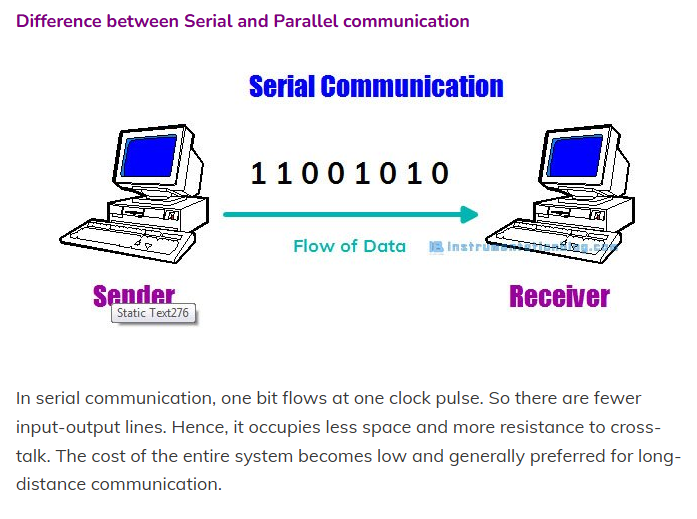 Difference between Serial and Parallel communication
Serial Communication
1 1 0 0 1 0 1 0
Flow of Data
Sender
Static Text276
Receiver
In serial communication, one bit flows at one clock pulse. So there are fewer
input-output lines. Hence, it occupies less space and more resistance to cross-
talk. The cost of the entire system becomes low and generally preferred for long-
distance communication.